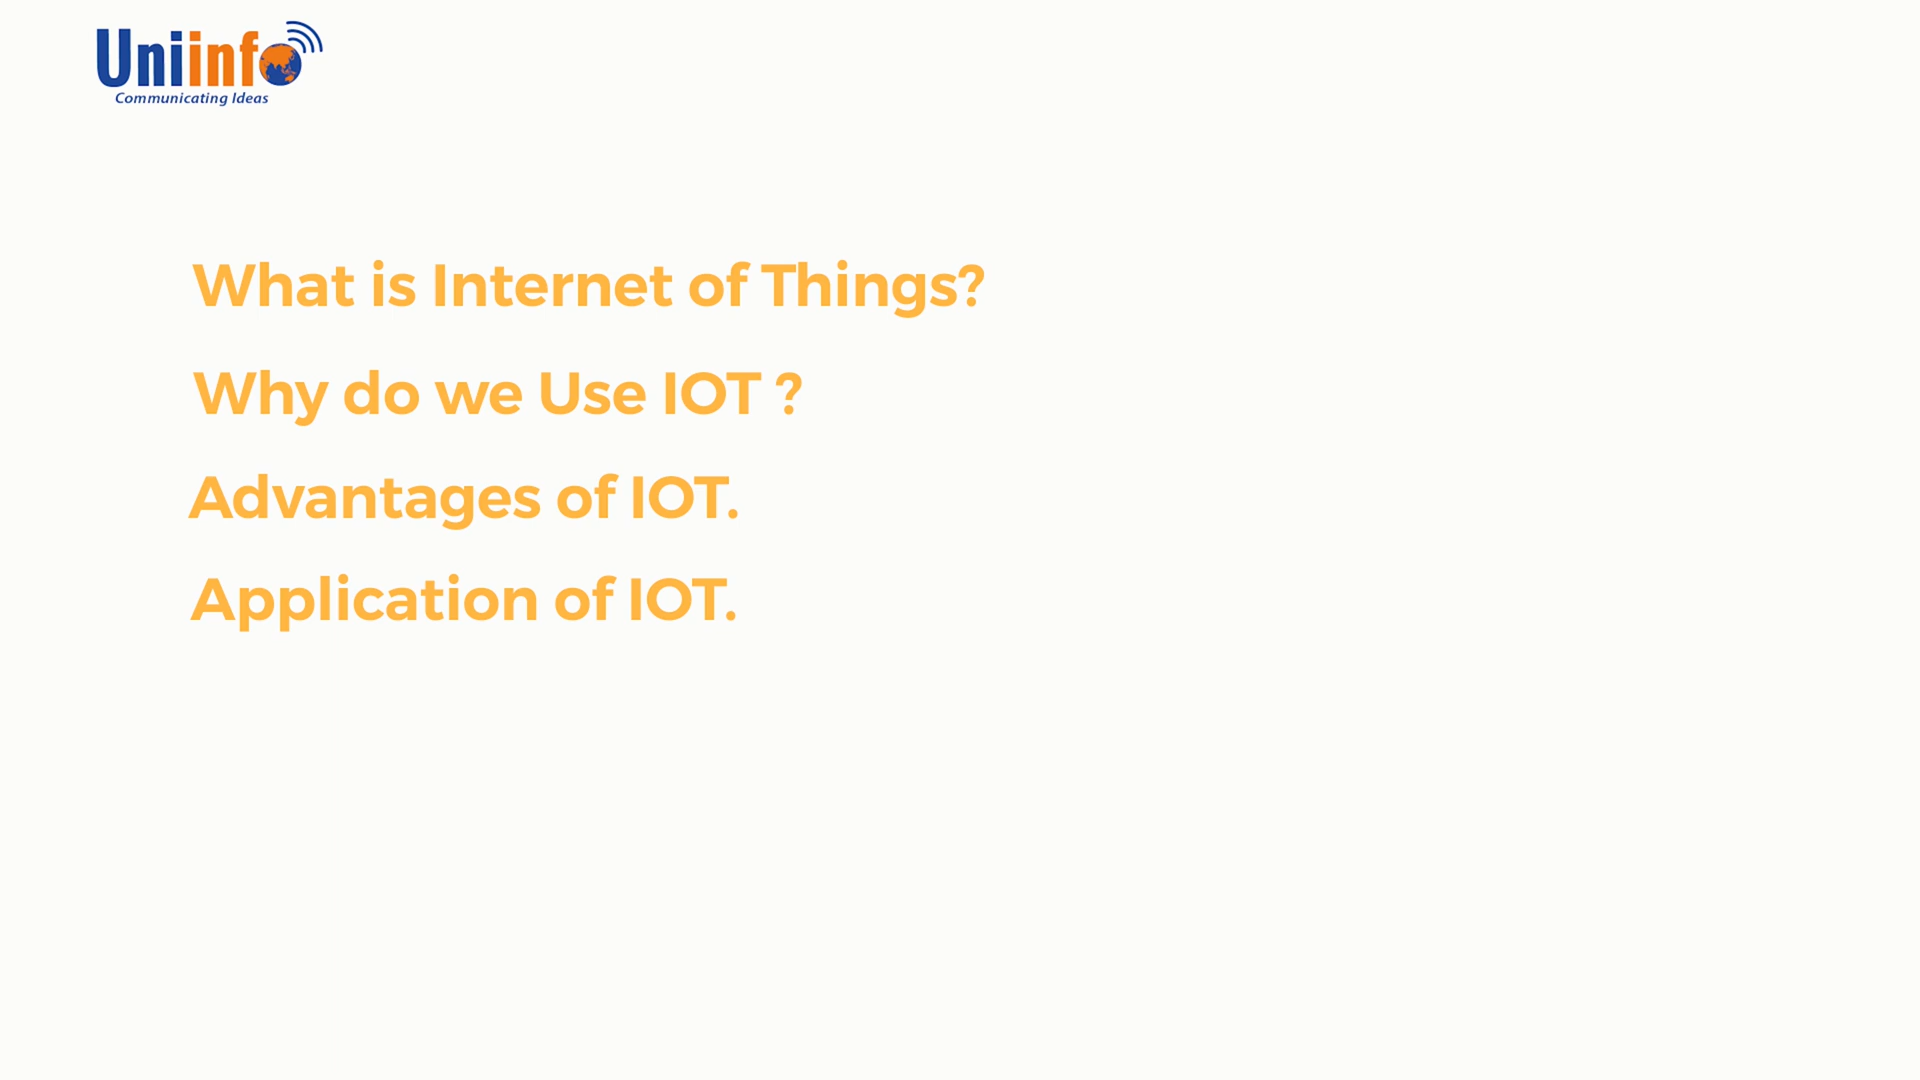 Uniinfo
Communicating Ideas
What is Internet of Things?
Why do we Use IOT ?
Advantages of IOT.
Application of IOT.